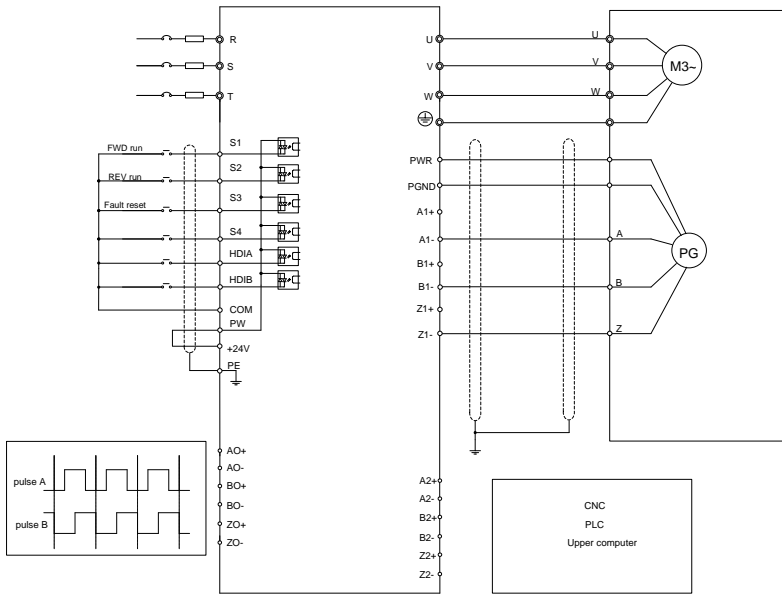 R
S
T
FWD run
REV run
Fault reset
S1
S2
S3
S4
HDIA
HDIB
COM
PW
+24V
PE
U
V
W
PWR
PGND
A1+
A1-
B1+
B1-
Z1+
Z1-
U
V
W
M3~
A
B
Z
PG
pulse A
pulse B
AO+
AO-
BO+
BO-
ZO+
ZO-
A2+
A2-
B2+
B2-
Z2+
Z2-
CNC
PLC
Upper computer